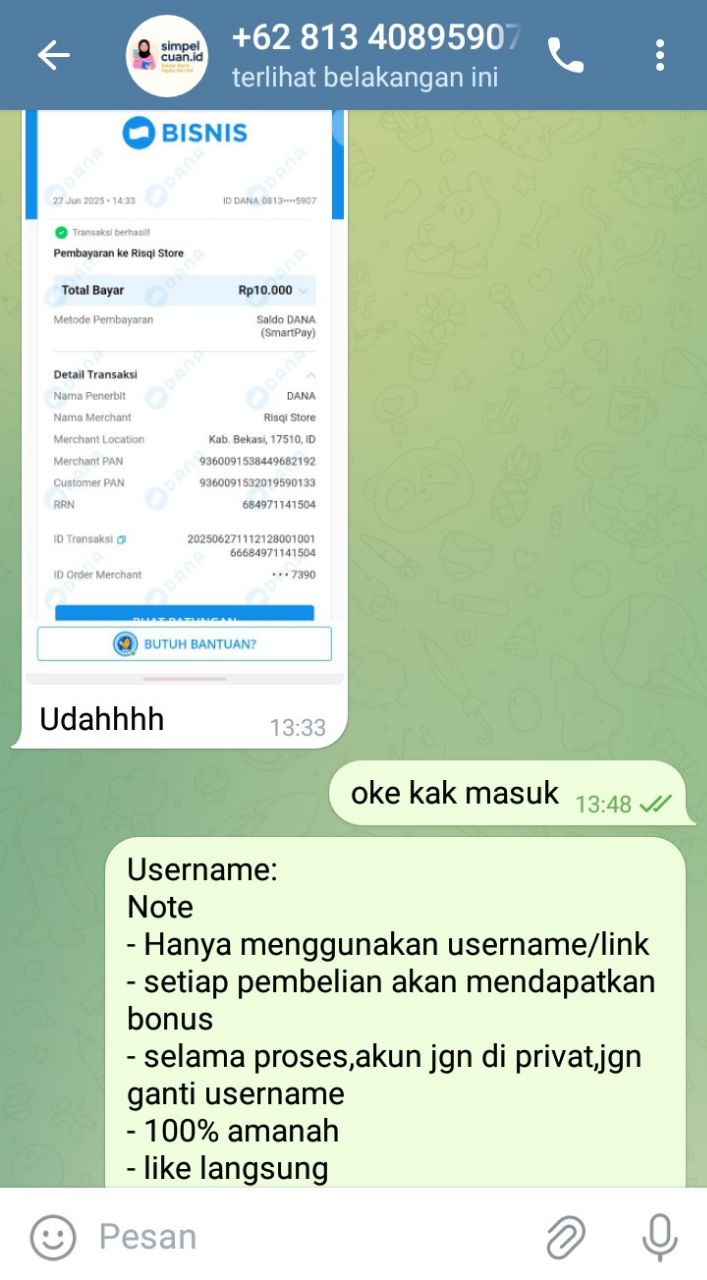 simpel
cuan.id
+62 813 40895907
terlihat belakangan ini
BISNIS
27 Jun 2025 • 14:33
ID DANA 0813····5907
Transaksi berhasil!
Pembayaran ke Risqi Store
Total Bayar
Rp10.000
Metode Pembayaran
Saldo DANA
(SmartPay)
Detail Transaksi
Nama Penerbit
DANA
Nama Merchant
Risqi Store
Merchant Location
Kab. Bekasi, 17510, ID
Merchant PAN
9360091538449682192
Customer PAN
9360091532019590133
RRN
684971141504
ID Transaksi
202506271112128001001
66684971141504
ID Order Merchant
••• 7390
BUTUH BANTUAN?
Udahhhh
13:33
oke kak masuk
13:48
Username:
Note
- Hanya menggunakan username/link
- setiap pembelian akan mendapatkan
bonus
- selama proses,akun jgn di privat,jgn
ganti username
- 100% amanah
- like langsung
Pesan